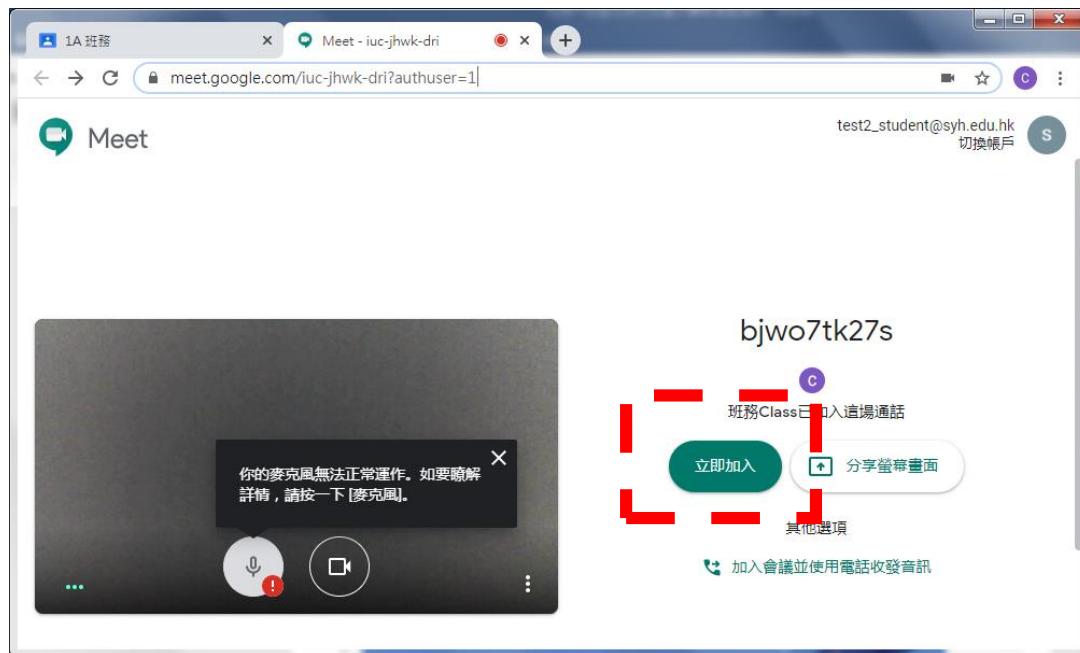 1A 班務
Meet - iuc-jhwk-dri
meet.google.com/iuc-jhwk-dri?authuser=1
C
Meet
test2_student@syh.edu.hk
切換帳戶
S
bjwo7tk27s
C
班務Class已加入這場通話
你的麥克風無法正常運作。如要瞭解
詳情，請按一下 [麥克風]。
立即加入
分享螢幕畫面
其他選項
加入會議並使用電話收發音訊